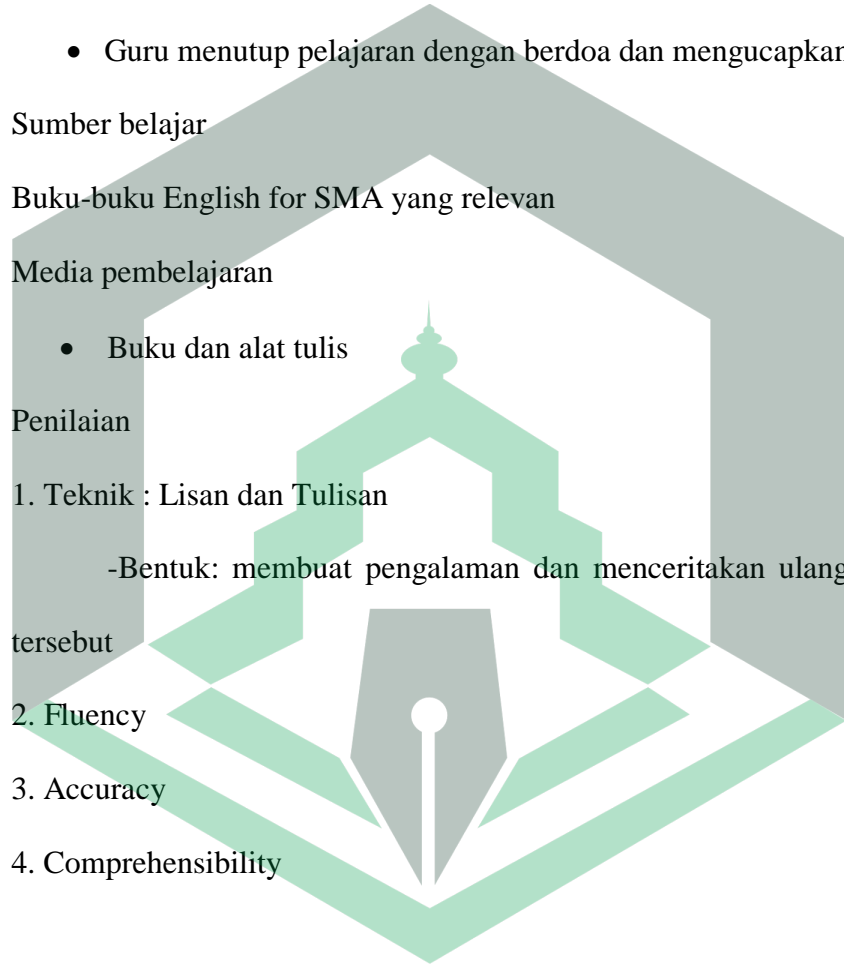 • Guru menutup pelajaran dengan berdoa dan mengucapkan
Sumber belajar
Buku-buku English for SMA yang relevan
Media pembelajaran
• Buku dan alat tulis
Penilaian
1. Teknik : Lisan dan Tulisan
-Bentuk: membuat pengalaman dan menceritakan ulang
tersebut
2. Fluency
3. Accuracy
4. Comprehensibility